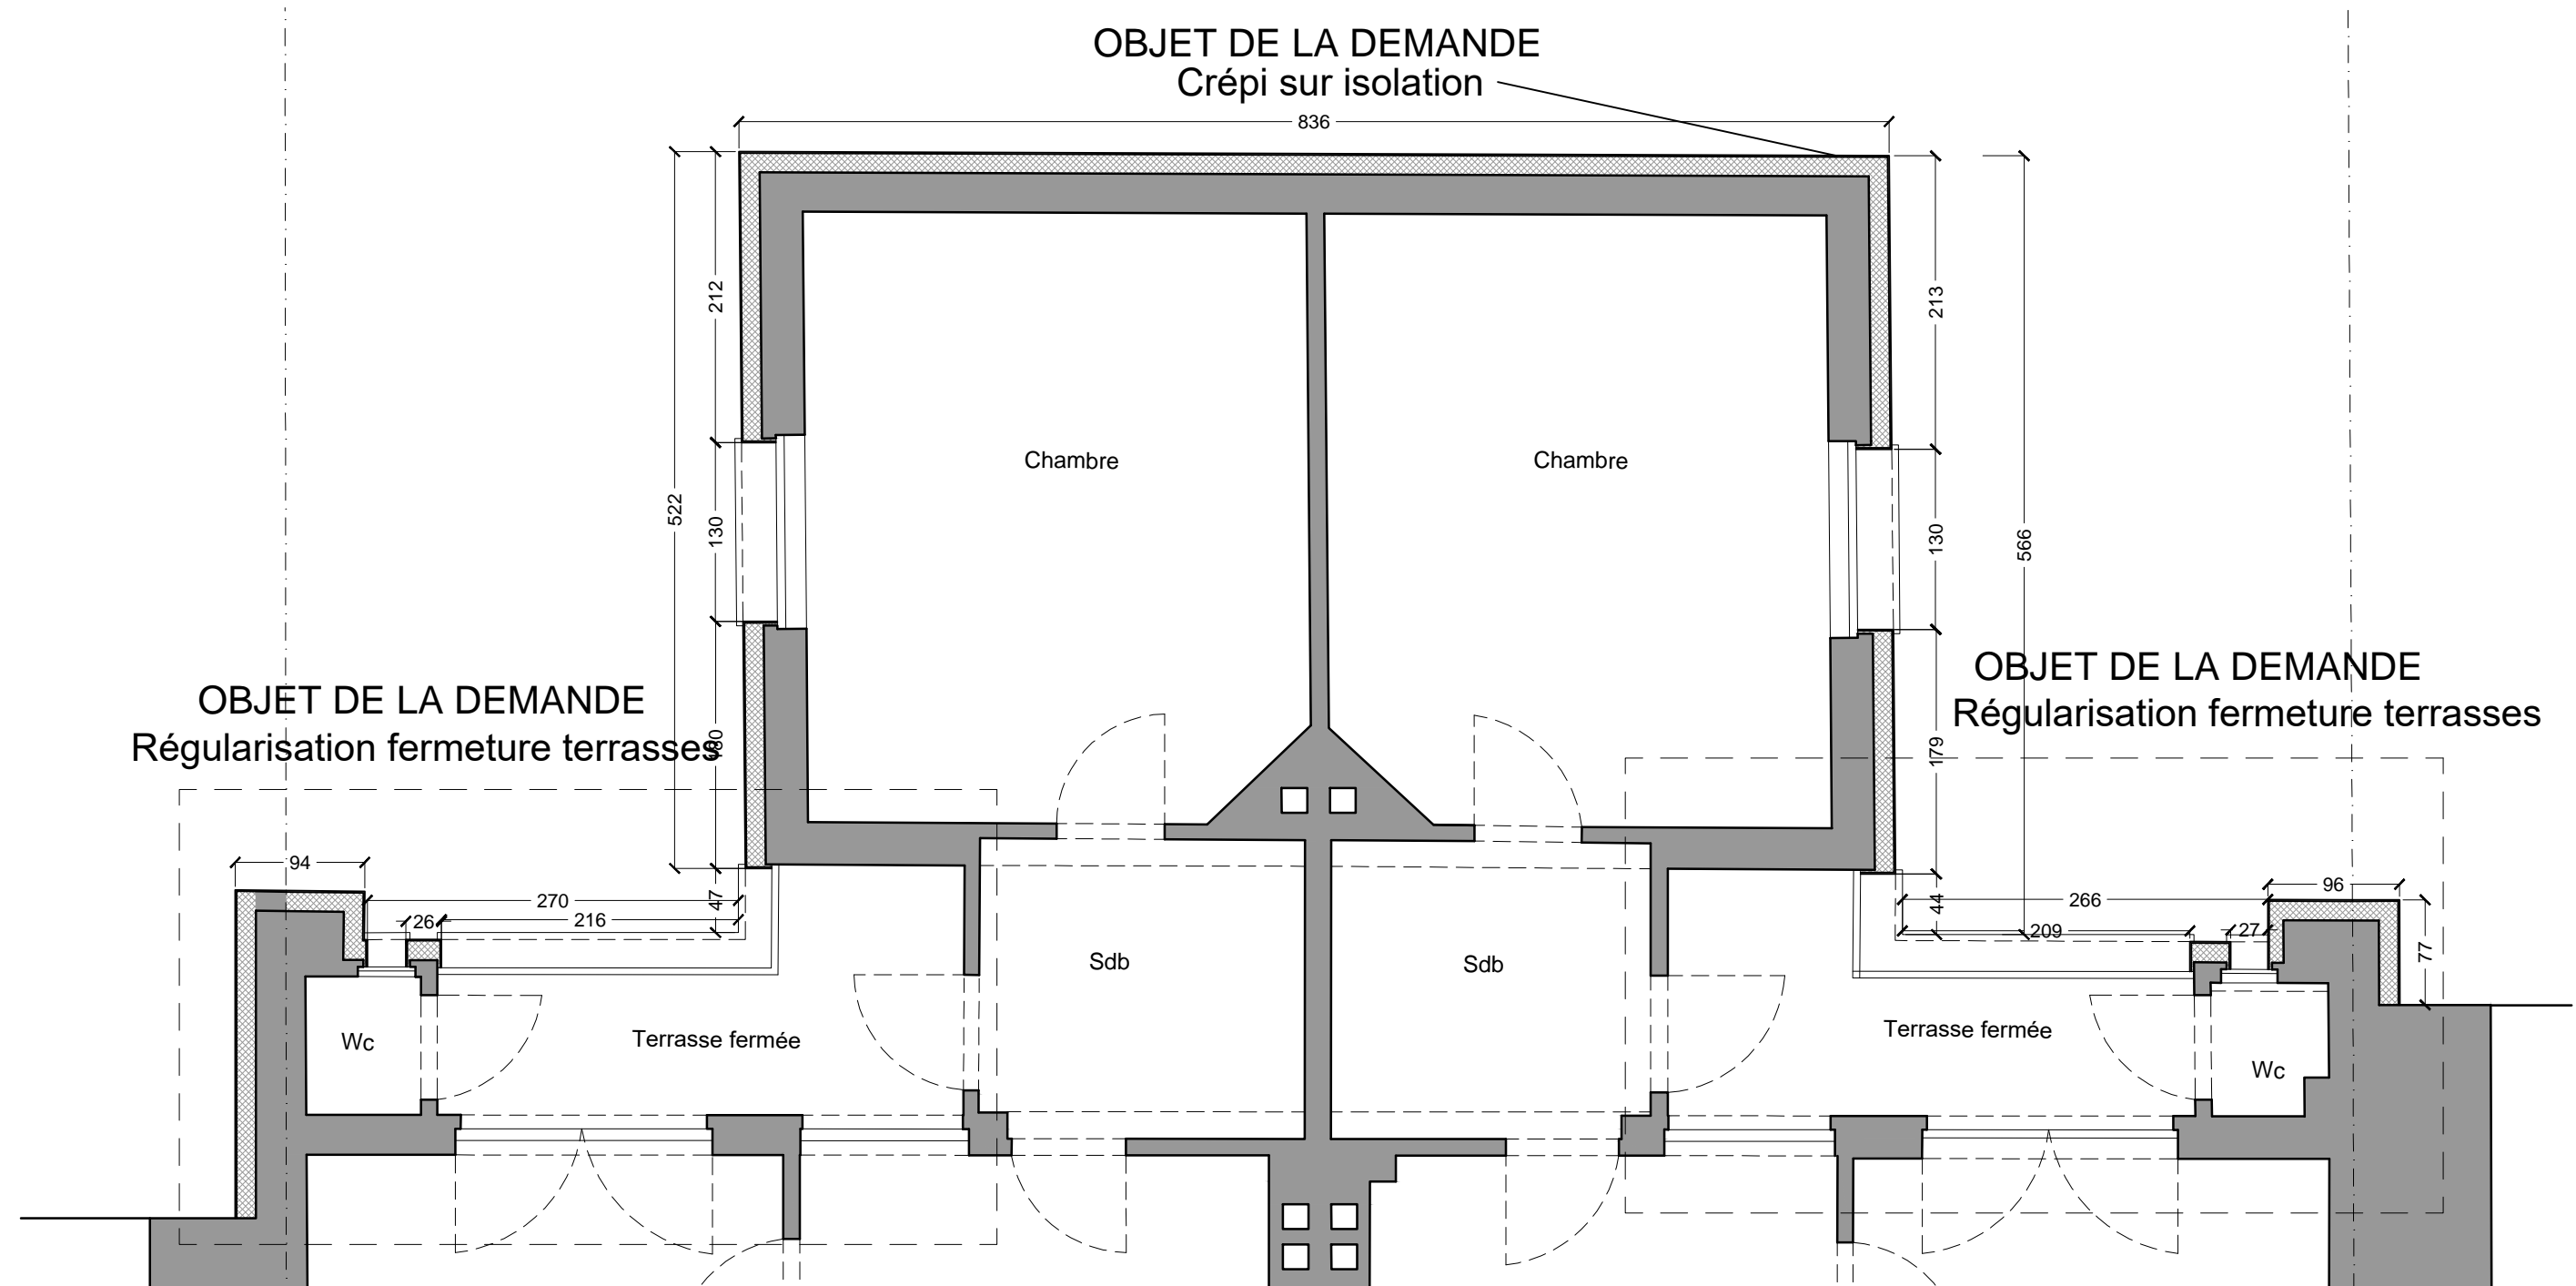 OBJET DE LA DEMANDE
Crépi sur isolation
836
212
213
522
130
130
566
Chambre
Chambre
OBJET DE LA DEMANDE
Régularisation fermeture terrasses
180
OBJET DE LA DEMANDE
Régularisation fermeture terrasses
179
94
270
26
216
47
44
266
96
209
27
77
Sdb
Sdb
Wc
Terrasse fermée
Terrasse fermée
Wc